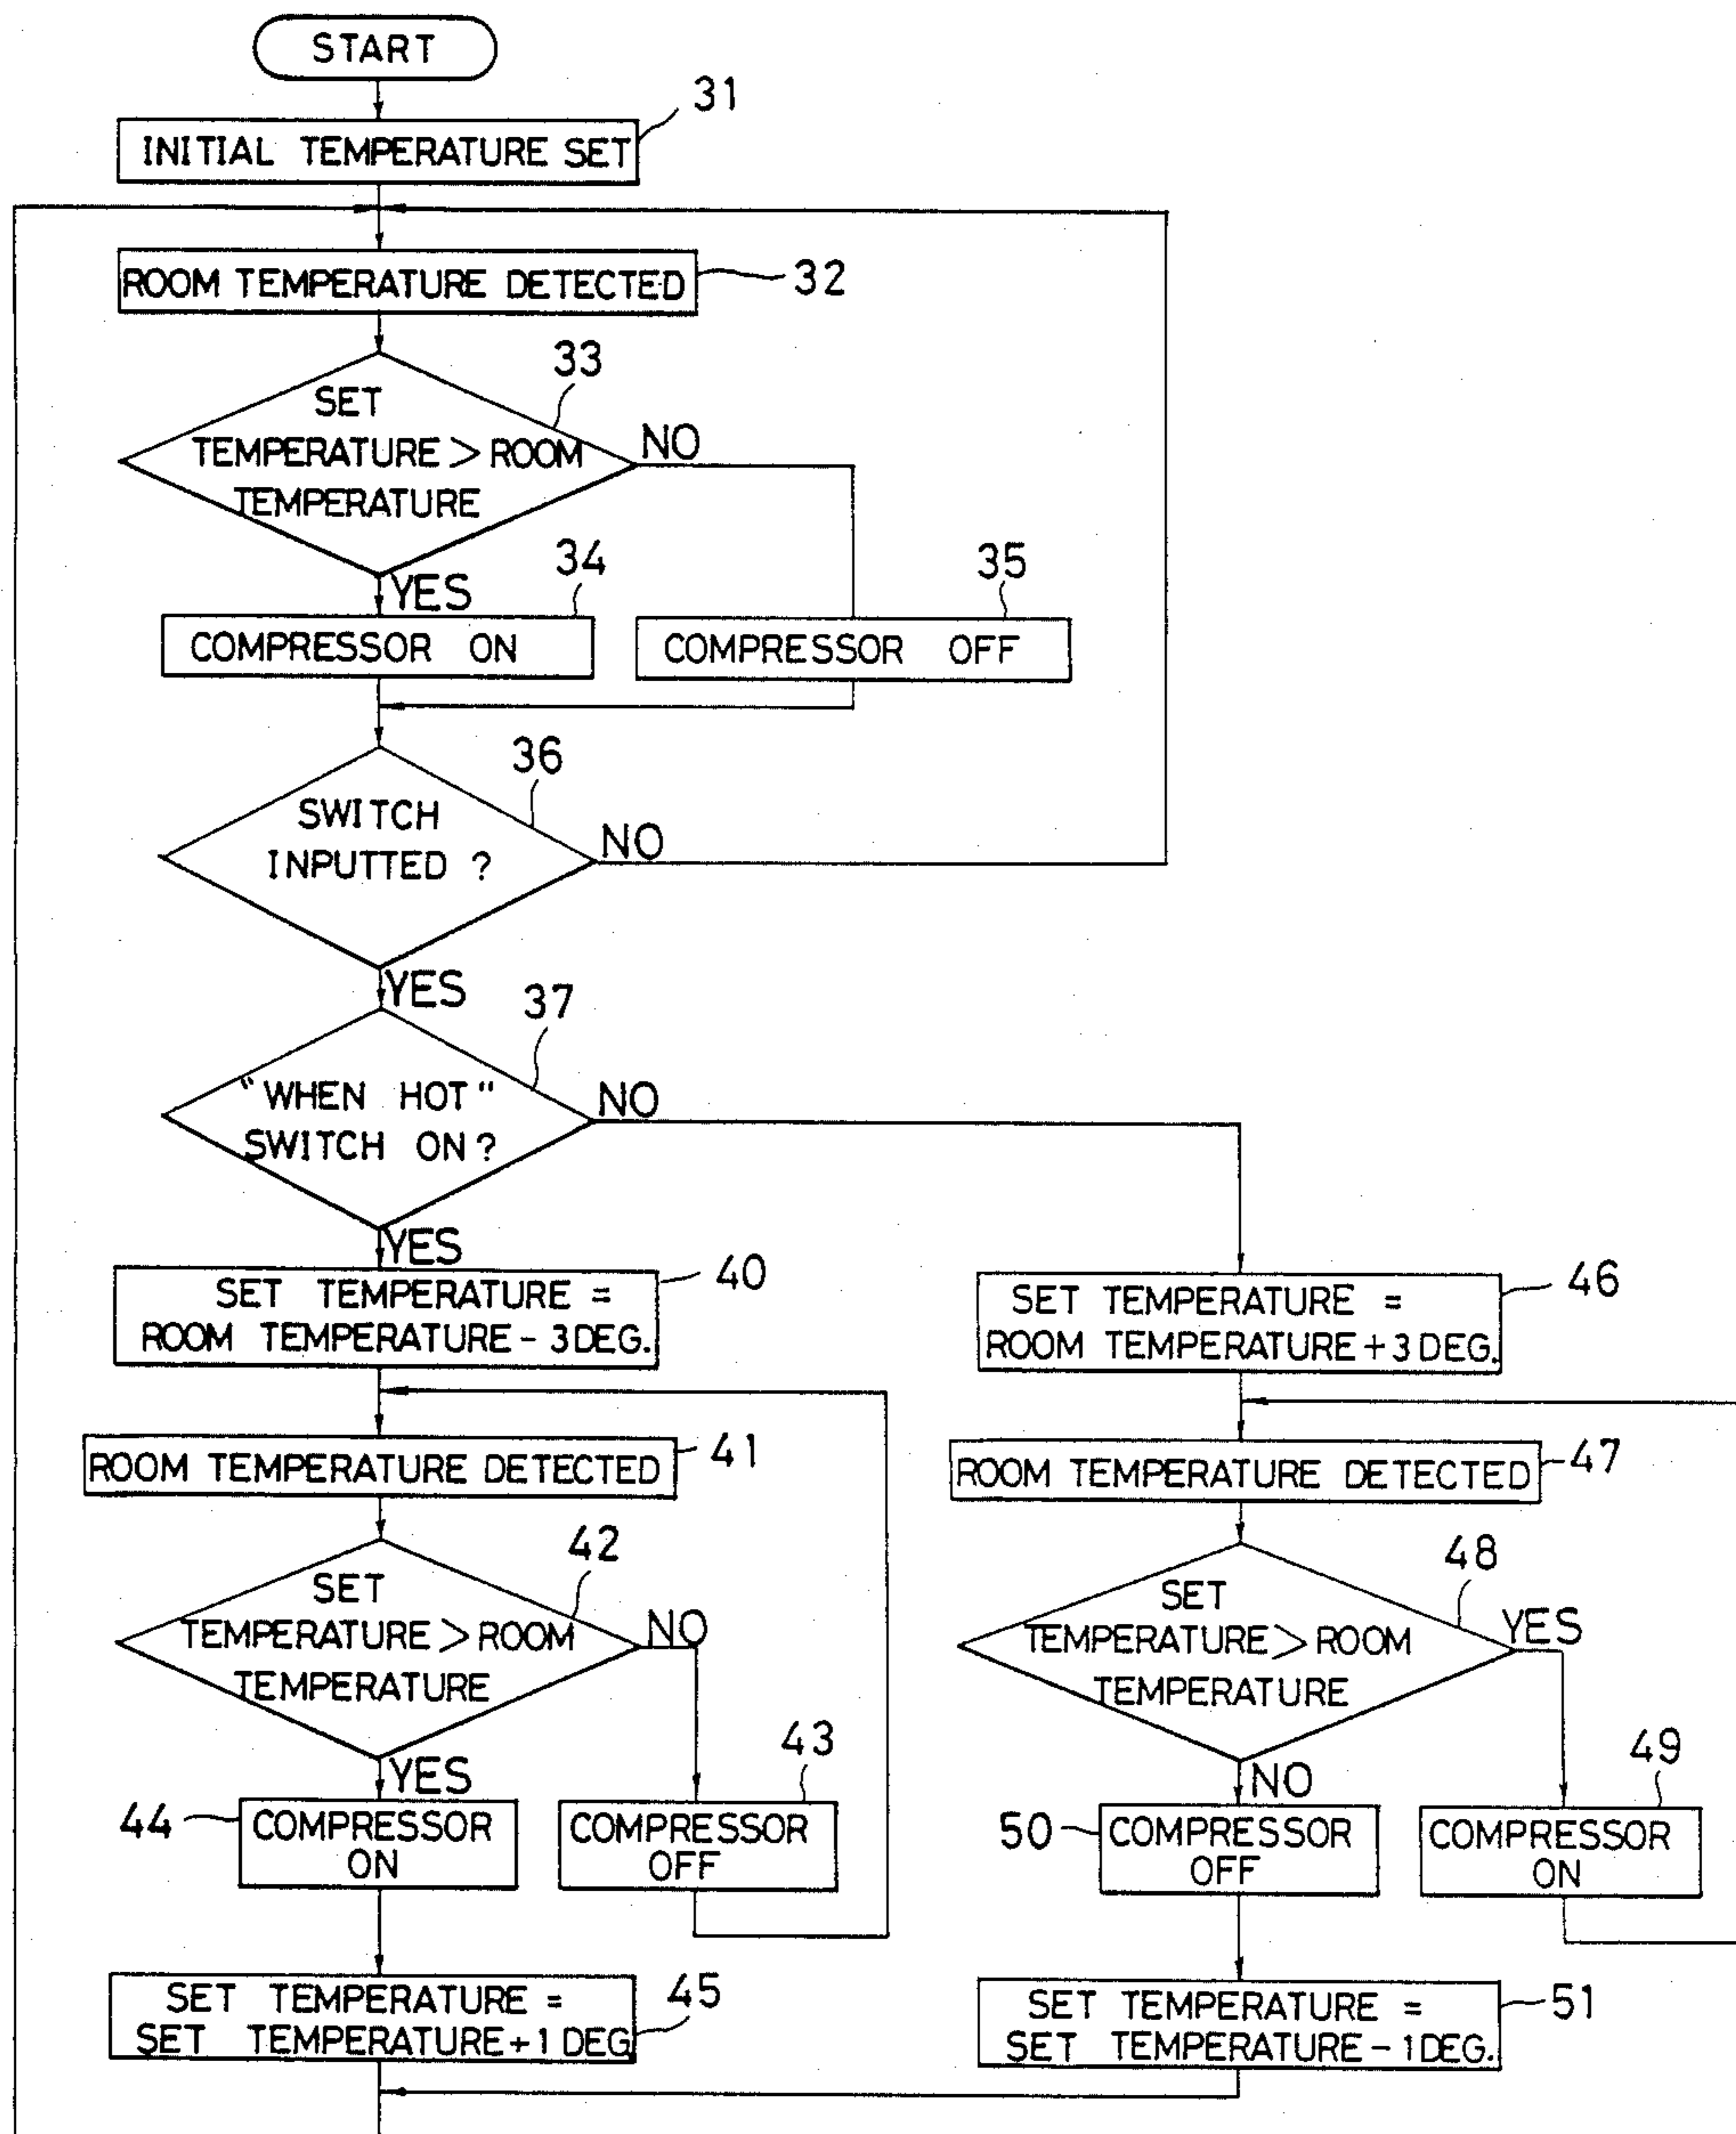 START
31
INITIAL TEMPERATURE SET
ROOM TEMPERATURE DETECTED
32
33
SET
TEMPERATURE > ROOM
TEMPERATURE
NO
YES
34
35
COMPRESSOR ON
COMPRESSOR OFF
36
SWITCH
INPUTTED ?
NO
YES
37
"WHEN HOT"
SWITCH ON ?
NO
YES
40
SET TEMPERATURE =
ROOM TEMPERATURE - 3 DEG.
46
SET TEMPERATURE =
ROOM TEMPERATURE + 3 DEG.
41
ROOM TEMPERATURE DETECTED
47
ROOM TEMPERATURE DETECTED
42
SET
TEMPERATURE > ROOM
TEMPERATURE
NO
YES
48
SET
TEMPERATURE > ROOM
TEMPERATURE
YES
NO
44
COMPRESSOR
ON
43
COMPRESSOR
OFF
50
COMPRESSOR
OFF
49
COMPRESSOR
ON
45
SET TEMPERATURE =
SET TEMPERATURE + 1 DEG
51
SET TEMPERATURE =
SET TEMPERATURE - 1 DEG.